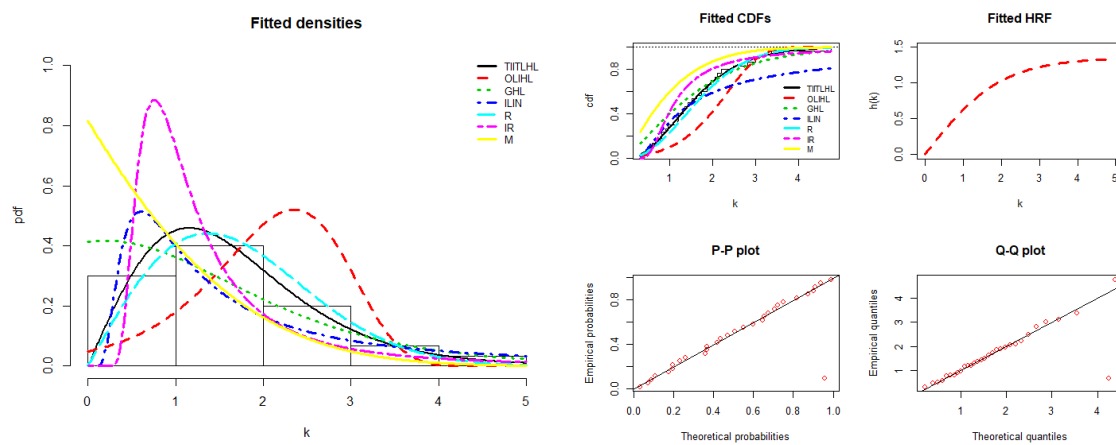 Fitted densities
pdf
1.0
0.8
0.6
0.4
0.2
0.0
0 1 2 3 4 5
k
TIITLHL
OLIHL
GHL
ILIN
R
IR
M
Fitted CDFs
cdf
0.8
0.4
0.0
1 2 3 4
k
TIITLHL
OLIHL
GHL
ILIN
R
IR
M
Fitted HRF
h(k)
1.5
1.0
0.5
0.0
0 1 2 3 4 5
k
P-P plot
Empirical probabilities
0.8
0.4
0.0
0.0 0.2 0.4 0.6 0.8 1.0
Theoretical probabilities
Q-Q plot
Empirical quantiles
4
3
2
1
1 2 3 4
Theoretical quantiles